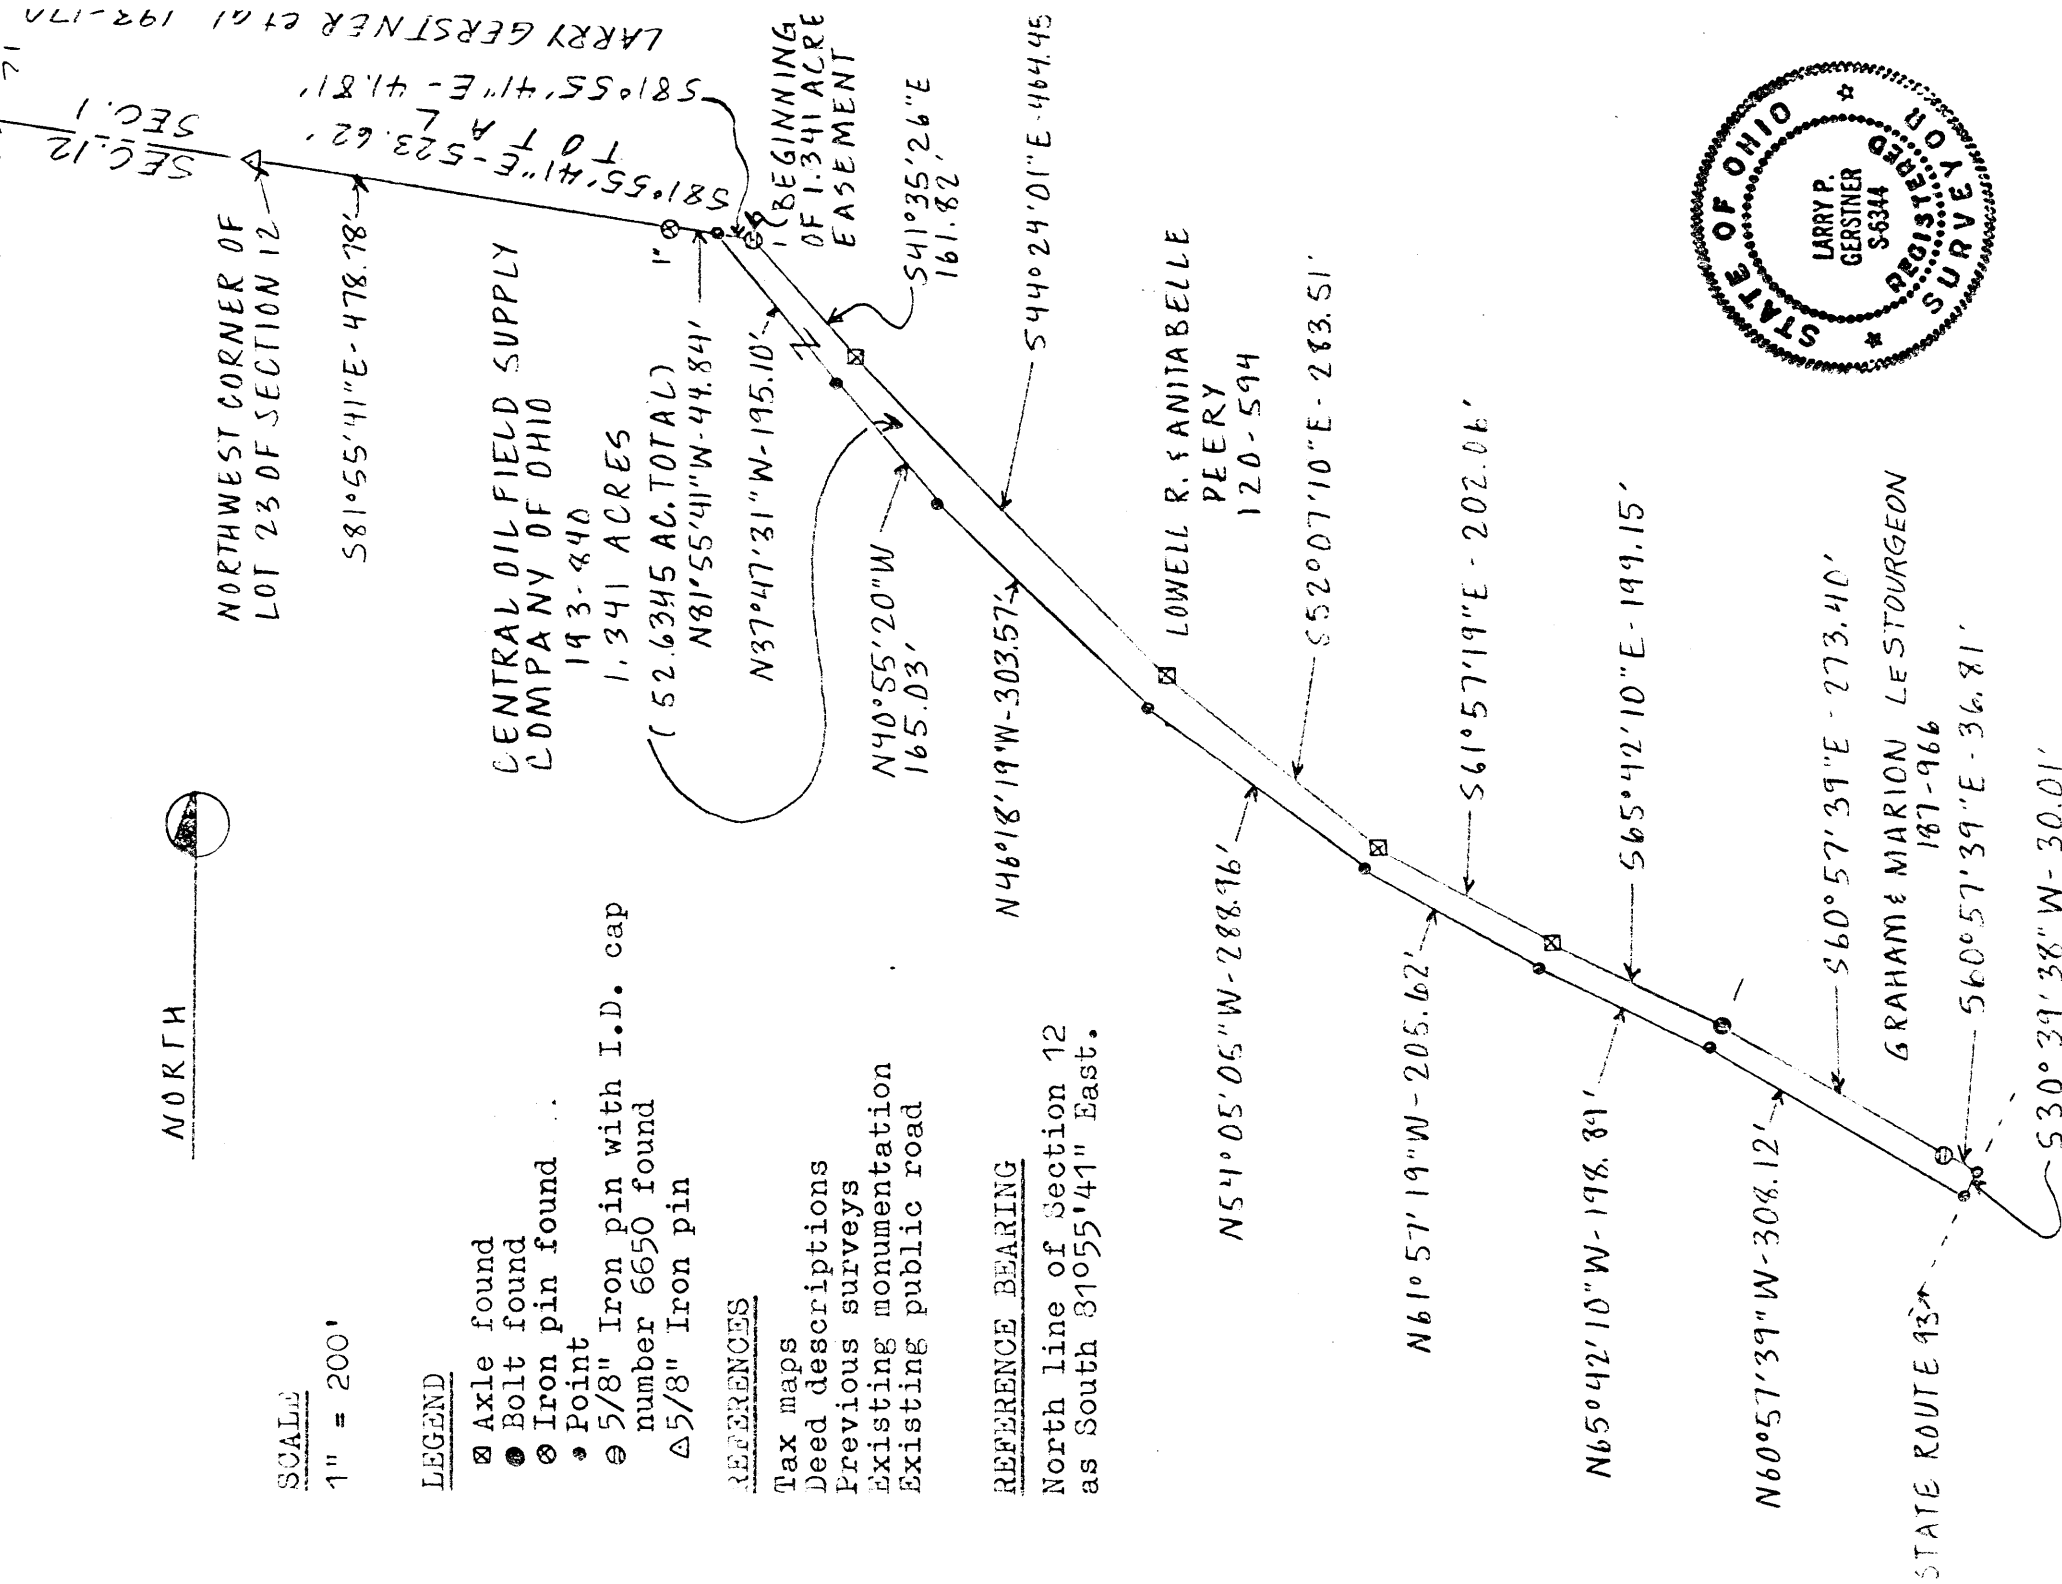 NORTH
SCALE
1" = 200'
LEGEND
Axle found
Bolt found
Iron pin found
Point
5/8" Iron pin with I.D. cap
number 6650 found
5/8" Iron pin
REFERENCES
Tax maps
Deed descriptions
Previous surveys
Existing monumentation
Existing public road
REFERENCE BEARING
North line of Section 12
as South 81°55'41" East.
LARRY GERSTNER et al 193-170
S81°55'41"E-41.81'
S81°55'41"E-523.62'
TOTAL
SEC. 1
SEC. 12
NORTHWEST CORNER OF
LOT 23 OF SECTION 12
S81°55'41"E-478.78'
1"
(BEGINNING
OF 1.341 ACRE
EASEMENT
CENTRAL OIL FIELD SUPPLY
COMPANY OF OHIO
193-840
1.341 ACRES
(52.6345 AC. TOTAL)
N81°55'41"W-44.84'
N37°47'31"W-195.10'
N40°55'20"W
165.03'
N46°18'19"W-303.57'
N54°05'05"W-288.96'
N61°57'19"W-205.62'
N65°42'10"W-198.89'
N60°57'39"W-308.12'
STATE ROUTE 93
S41°35'26"E
161.82'
S44°24'01"E-464.45
LOWELL R. & ANITABELLE
PEERY
120-594
S52°07'10"E-283.51'
S61°57'19"E-202.06'
S65°42'10"E-199.15'
S60°57'39"E-273.40'
GRAHAM & MARION LESTOURGEON
187-966
S60°57'39"E-36.81'
S30°39'38"W-30.01'
STATE OF OHIO
LARRY P.
GERSTNER
S-6344
REGISTERED
SURVEYOR